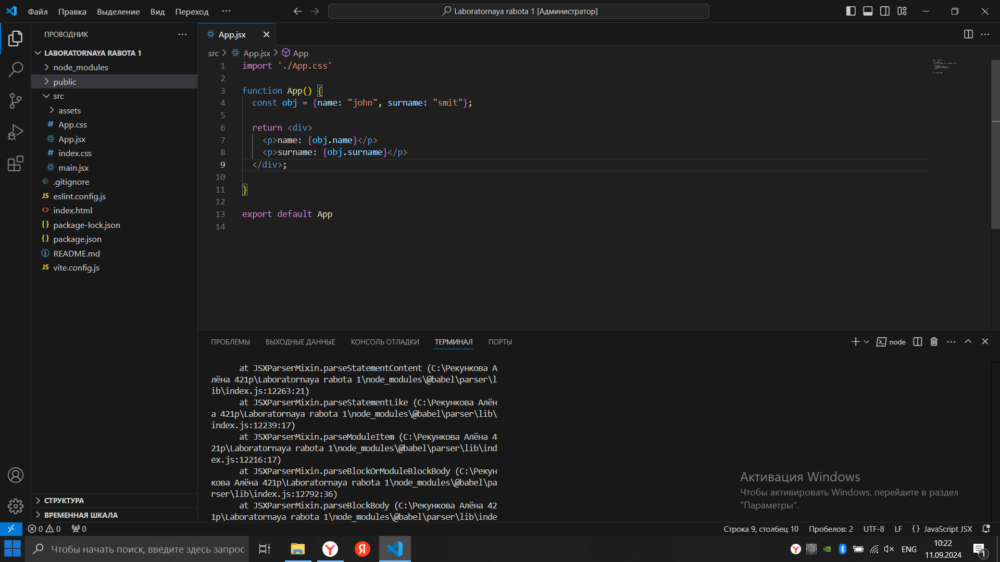 Файл Правка Выделение Вид Переход ···
Laboratornaya rabota 1 [Администратор]
ПРОВОДНИК
LABORATORNAYA RABOTA 1
node_modules
public
src
assets
# App.css
App.jsx
# index.css
main.jsx
.gitignore
JS eslint.config.js
<> index.html
{} package-lock.json
{} package.json
README.md
JS vite.config.js
СТРУКТУРА
ВРЕМЕННАЯ ШКАЛА
App.jsx
src > App.jsx > App
1 import './App.css'
2
3 function App() {
4 const obj = {name: "john", surname: "smit"};
5
6 return <div>
7 <p>name: {obj.name}</p>
8 <p>surname: {obj.surname}</p>
9 </div>;
10
11 }
12
13 export default App
14
ПРОБЛЕМЫ ВЫХОДНЫЕ ДАННЫЕ КОНСОЛЬ ОТЛАДКИ ТЕРМИНАЛ ПОРТЫ
node
at JSXParserMixin.parseStatementContent (C:\Рекункова А
лёна 421р\Laboratornaya rabota 1\node_modules\@babel\parser\l
ib\index.js:12263:21)
at JSXParserMixin.parseStatementLike (C:\Рекункова Алён
а 421р\Laboratornaya rabota 1\node_modules\@babel\parser\lib\
index.js:12239:17)
at JSXParserMixin.parseModuleItem (C:\Рекункова Алёна 4
21р\Laboratornaya rabota 1\node_modules\@babel\parser\lib\ind
ex.js:12216:17)
at JSXParserMixin.parseBlockOrModuleBlockBody (C:\Рекун
кова Алёна 421р\Laboratornaya rabota 1\node_modules\@babel\pa
rser\lib\index.js:12792:36)
at JSXParserMixin.parseBlockBody (C:\Рекункова Алёна 42
1р\Laboratornaya rabota 1\node_modules\@babel\parser\lib\inde
Активация Windows
Чтобы активировать Windows, перейдите в раздел
"Параметры".
0 0 0
Строка 9, столбец 10 Пробелов: 2 UTF-8 LF {} JavaScript JSX
Чтобы начать поиск, введите здесь запрос
Y Я Y
ENG
10:22
11.09.2024
1